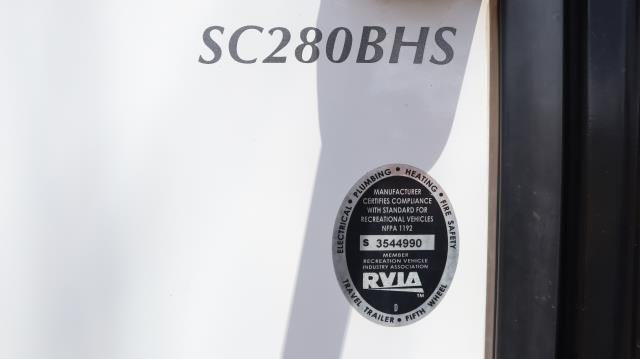 SC280BHS
ELECTRICAL • PLUMBING • HEATING • FIRE SAFETY
MANUFACTURER
CERTIFIES COMPLIANCE
WITH STANDARD FOR
RECREATIONAL VEHICLES
NFPA 1192
S 3544990
MEMBER
RECREATION VEHICLE
INDUSTRY ASSOCIATION
RVIA
TM
D
TRAVEL TRAILER • FIFTH WHEEL